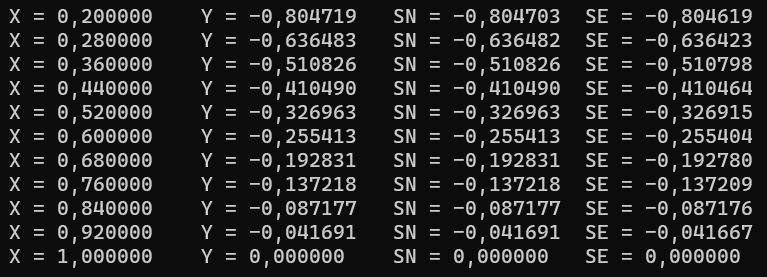 X = 0,200000    Y = -0,804719   SN = -0,804703  SE = -0,804619
X = 0,280000    Y = -0,636483   SN = -0,636482  SE = -0,636423
X = 0,360000    Y = -0,510826   SN = -0,510826  SE = -0,510798
X = 0,440000    Y = -0,410490   SN = -0,410490  SE = -0,410464
X = 0,520000    Y = -0,326963   SN = -0,326963  SE = -0,326915
X = 0,600000    Y = -0,255413   SN = -0,255413  SE = -0,255404
X = 0,680000    Y = -0,192831   SN = -0,192831  SE = -0,192780
X = 0,760000    Y = -0,137218   SN = -0,137218  SE = -0,137209
X = 0,840000    Y = -0,087177   SN = -0,087177  SE = -0,087176
X = 0,920000    Y = -0,041691   SN = -0,041691  SE = -0,041667
X = 1,000000    Y = 0,000000    SN = 0,000000   SE = 0,000000